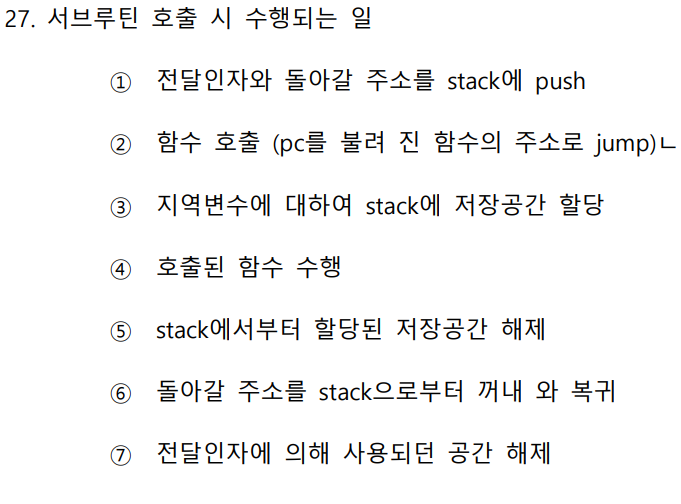 27. 서브루틴 호출 시 수행되는 일
① 전달인자와 돌아갈 주소를 stack에 push
② 함수 호출 (pc를 불려 진 함수의 주소로 jump)ㄴ
③ 지역변수에 대하여 stack에 저장공간 할당
④ 호출된 함수 수행
⑤ stack에서부터 할당된 저장공간 해제
⑥ 돌아갈 주소를 stack으로부터 꺼내 와 복귀
⑦ 전달인자에 의해 사용되던 공간 해제